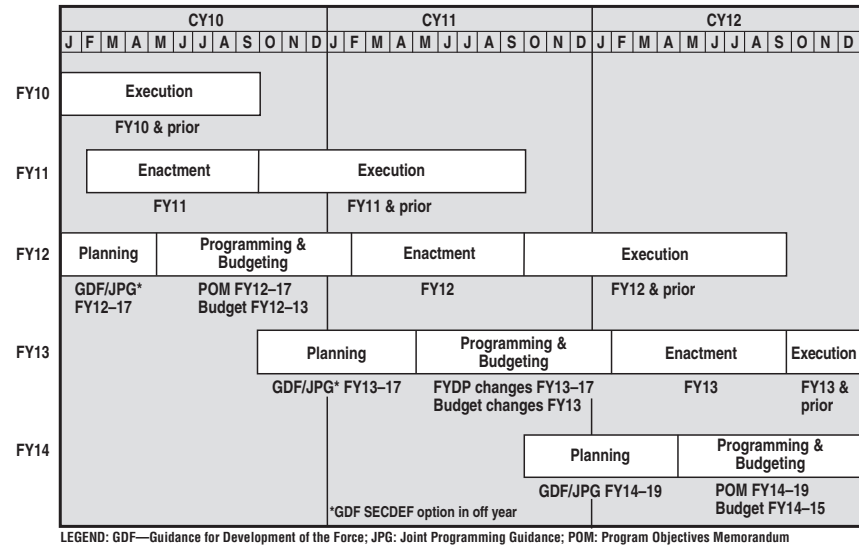 CY10 CY11 CY12
J F M A M J J A S O N D J F M A M J J A S O N D J F M A M J J A S O N D
FY10 Execution
FY10 & prior
FY11 Enactment Execution
FY11 FY11 & prior
FY12 Planning Programming & Budgeting Enactment Execution
GDF/JPG* POM FY12–17 FY12 FY12 & prior
FY12–17 Budget FY12–13
FY13 Planning Programming & Budgeting Enactment Execution
GDF/JPG* FY13–17 FYDP changes FY13–17 FY13 FY13 &
Budget changes FY13 prior
FY14 Planning Programming & Budgeting
GDF/JPG FY14–19 POM FY14–19
*GDF SECDEF option in off year Budget FY14–15
LEGEND: GDF—Guidance for Development of the Force; JPG: Joint Programming Guidance; POM: Program Objectives Memorandum